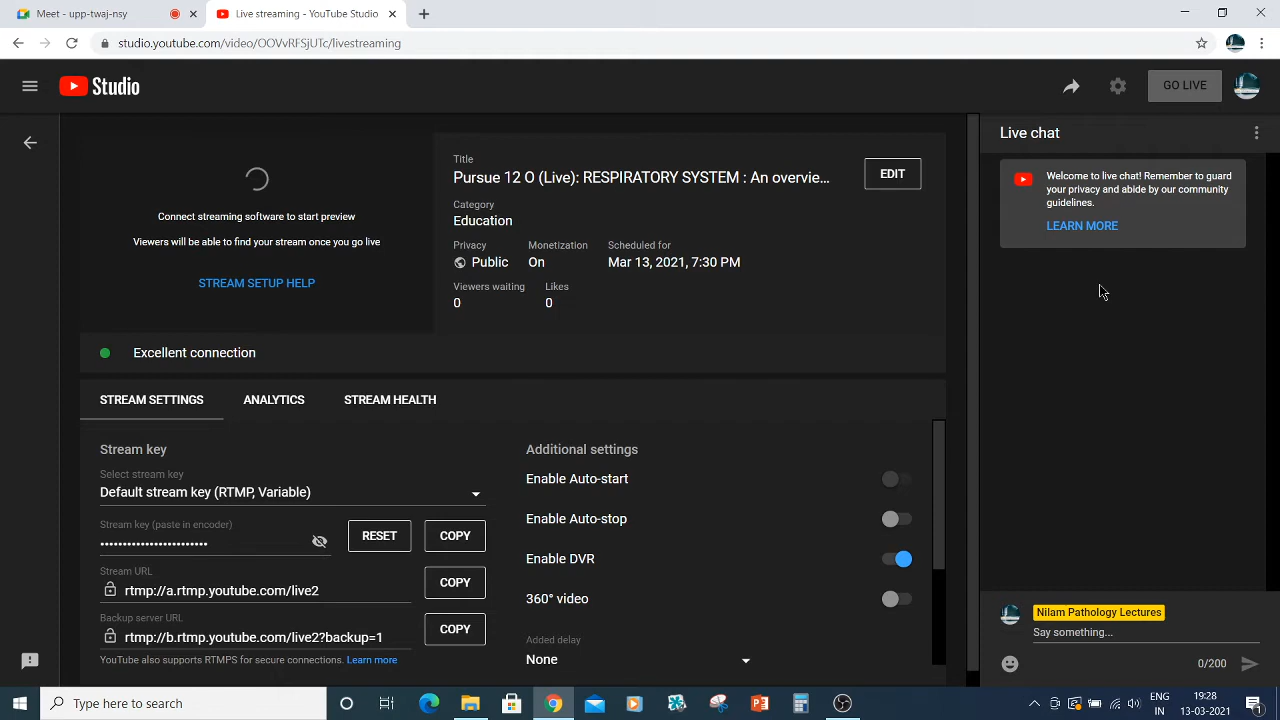 Meet - upp-twaj-nsy
Live streaming - YouTube Studio
studio.youtube.com/video/OOVvRFSjUTc/livestreaming
Studio
GO LIVE
Connect streaming software to start preview
Viewers will be able to find your stream once you go live
STREAM SETUP HELP
Title
Pursue 12 O (Live): RESPIRATORY SYSTEM : An overvie...
EDIT
Category
Education
Privacy Monetization Scheduled for
Public On Mar 13, 2021, 7:30 PM
Viewers waiting Likes
0 0
Excellent connection
STREAM SETTINGS ANALYTICS STREAM HEALTH
Stream key
Select stream key
Default stream key (RTMP, Variable)
Stream key (paste in encoder)
••••••••••••••••••••••••
RESET COPY
Stream URL
rtmp://a.rtmp.youtube.com/live2
COPY
Backup server URL
rtmp://b.rtmp.youtube.com/live2?backup=1
COPY
YouTube also supports RTMPS for secure connections. Learn more
Additional settings
Enable Auto-start
Enable Auto-stop
Enable DVR
360° video
Added delay
None
Live chat
Welcome to live chat! Remember to guard
your privacy and abide by our community
guidelines.
LEARN MORE
Nilam Pathology Lectures
Say something...
0/200
Type here to search
ENG
IN
19:28
13-03-2021
1